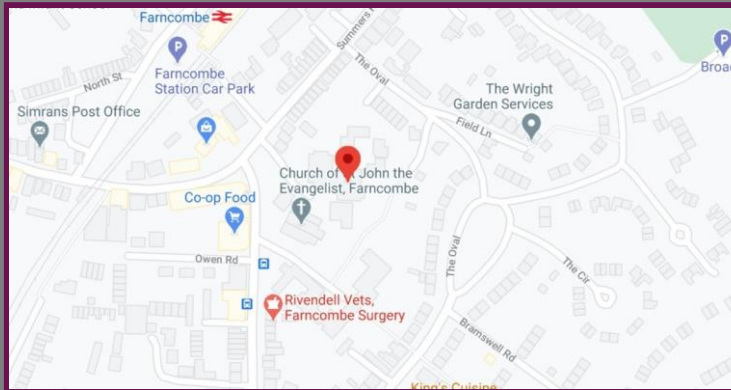 Farncombe
P
Farncombe
Station Car Park
North St
Simrans Post Office
Summers
The Oval
The Wright
Garden Services
Field Ln
P
Broa
Church of St John the
Evangelist, Farncombe
Co-op Food
Owen Rd
The Oval
The Cir
Rivendell Vets,
Farncombe Surgery
Bramswell Rd
King's Cuisine